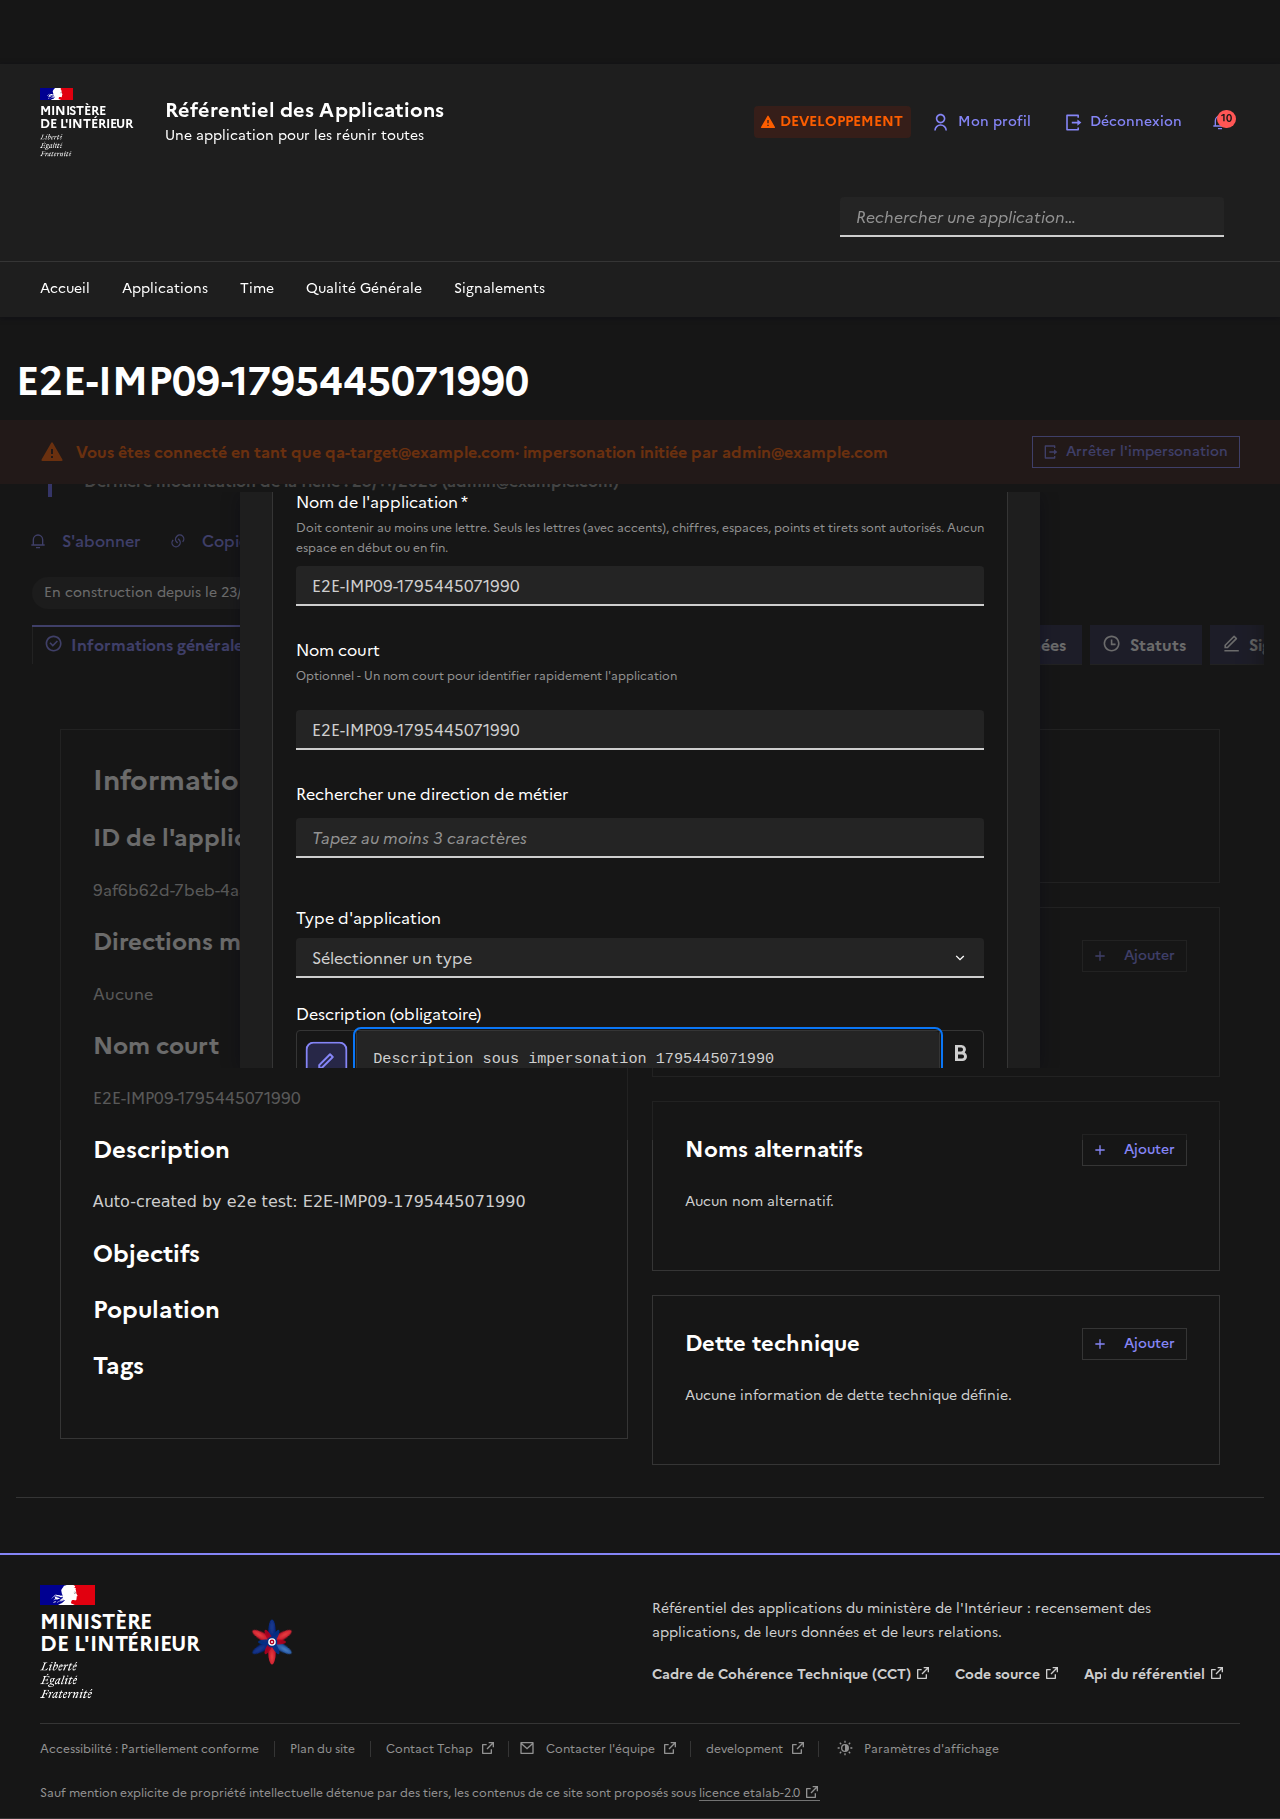 MINISTÈRE
DE L'INTÉRIEUR
Liberté
Égalité
Fraternité
Référentiel des Applications
Une application pour les réunir toutes
DEVELOPPEMENT
Mon profil
Déconnexion
10
Rechercher une application...
Accueil
Applications
Time
Qualité Générale
Signalements
E2E-IMP09-1795445071990
Vous êtes connecté en tant que qa-target@example.com· impersonation initiée par admin@example.com
Arrêter l'impersonation
S'abonner
En construction depuis le 23/
Informations générale
ées
Statuts
Nom de l'application *
Doit contenir au moins une lettre. Seuls les lettres (avec accents), chiffres, espaces, points et tirets sont autorisés. Aucun
espace en début ou en fin.
E2E-IMP09-1795445071990
Nom court
Optionnel - Un nom court pour identifier rapidement l'application
E2E-IMP09-1795445071990
Rechercher une direction de métier
Tapez au moins 3 caractères
Type d'application
Sélectionner un type
Description (obligatoire)
Description sous impersonation 1795445071990
B
Informatio
ID de l'applic
9af6b62d-7beb-4a
Directions m
Aucune
Nom court
E2E-IMP09-1795445071990
Description
Auto-created by e2e test: E2E-IMP09-1795445071990
Objectifs
Population
Tags
Ajouter
Noms alternatifs
Ajouter
Aucun nom alternatif.
Dette technique
Ajouter
Aucune information de dette technique définie.
MINISTÈRE
DE L'INTÉRIEUR
Liberté
Égalité
Fraternité
Référentiel des applications du ministère de l'Intérieur : recensement des
applications, de leurs données et de leurs relations.
Cadre de Cohérence Technique (CCT)
Code source
Api du référentiel
Accessibilité : Partiellement conforme
Plan du site
Contact Tchap
Contacter l'équipe
development
Paramètres d'affichage
Sauf mention explicite de propriété intellectuelle détenue par des tiers, les contenus de ce site sont proposés sous licence etalab-2.0